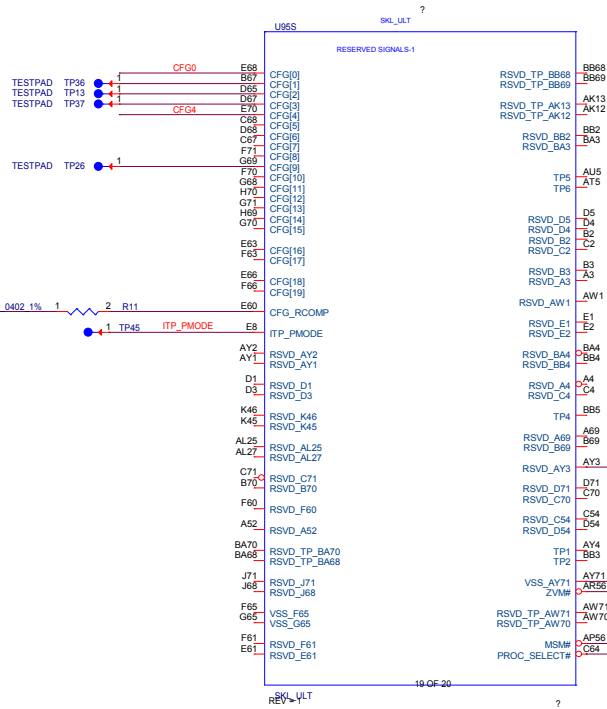 ?
SKL_ULT
U95S
RESERVED SIGNALS-1
CFG0 E68 CFG[0] RSVD_TP_BB68 BB68
TESTPAD TP36 1 B67 CFG[1] RSVD_TP_BB69 BB69
TESTPAD TP13 1 D65 CFG[2]
TESTPAD TP37 1 D67 CFG[3] RSVD_TP_AK13 AK13
CFG4 E70 CFG[4] RSVD_TP_AK12 AK12
C68 CFG[5]
D68 CFG[6] RSVD_BB2 BB2
C67 CFG[7] RSVD_BA3 BA3
F71 CFG[8]
TESTPAD TP26 1 G69 CFG[9]
F70 CFG[10] TP5 AU5
G68 CFG[11] TP6 AT5
H70 CFG[12]
G71 CFG[13]
H69 CFG[14] RSVD_D5 D5
G70 CFG[15] RSVD_D4 D4
RSVD_B2 B2
E63 CFG[16] RSVD_C2 C2
F63 CFG[17]
RSVD_B3 B3
E66 CFG[18] RSVD_A3 A3
F66 CFG[19]
RSVD_AW1 AW1
0402 1% 1 2 R11 E60 CFG_RCOMP
RSVD_E1 E1
1 TP45 ITP_PMODE E8 ITP_PMODE RSVD_E2 E2
AY2 RSVD_AY2 RSVD_BA4 BA4
AY1 RSVD_AY1 RSVD_BB4 BB4
D1 RSVD_D1 RSVD_A4 A4
D3 RSVD_D3 RSVD_C4 C4
K46 RSVD_K46 TP4 BB5
K45 RSVD_K45
RSVD_A69 A69
AL25 RSVD_AL25 RSVD_B69 B69
AL27 RSVD_AL27
RSVD_AY3 AY3
C71 RSVD_C71
B70 RSVD_B70 RSVD_D71 D71
RSVD_C70 C70
F60 RSVD_F60
RSVD_C54 C54
A52 RSVD_A52 RSVD_D54 D54
BA70 RSVD_TP_BA70 TP1 AY4
BA68 RSVD_TP_BA68 TP2 BB3
J71 RSVD_J71 VSS_AY71 AY71
J68 RSVD_J68 ZVM# AR56
F65 VSS_F65 RSVD_TP_AW71 AW71
G65 VSS_G65 RSVD_TP_AW70 AW70
F61 RSVD_F61 MSM# AP56
E61 RSVD_E61 PROC_SELECT# C64
19 OF 20
SKL_ULT
REV = 1
?